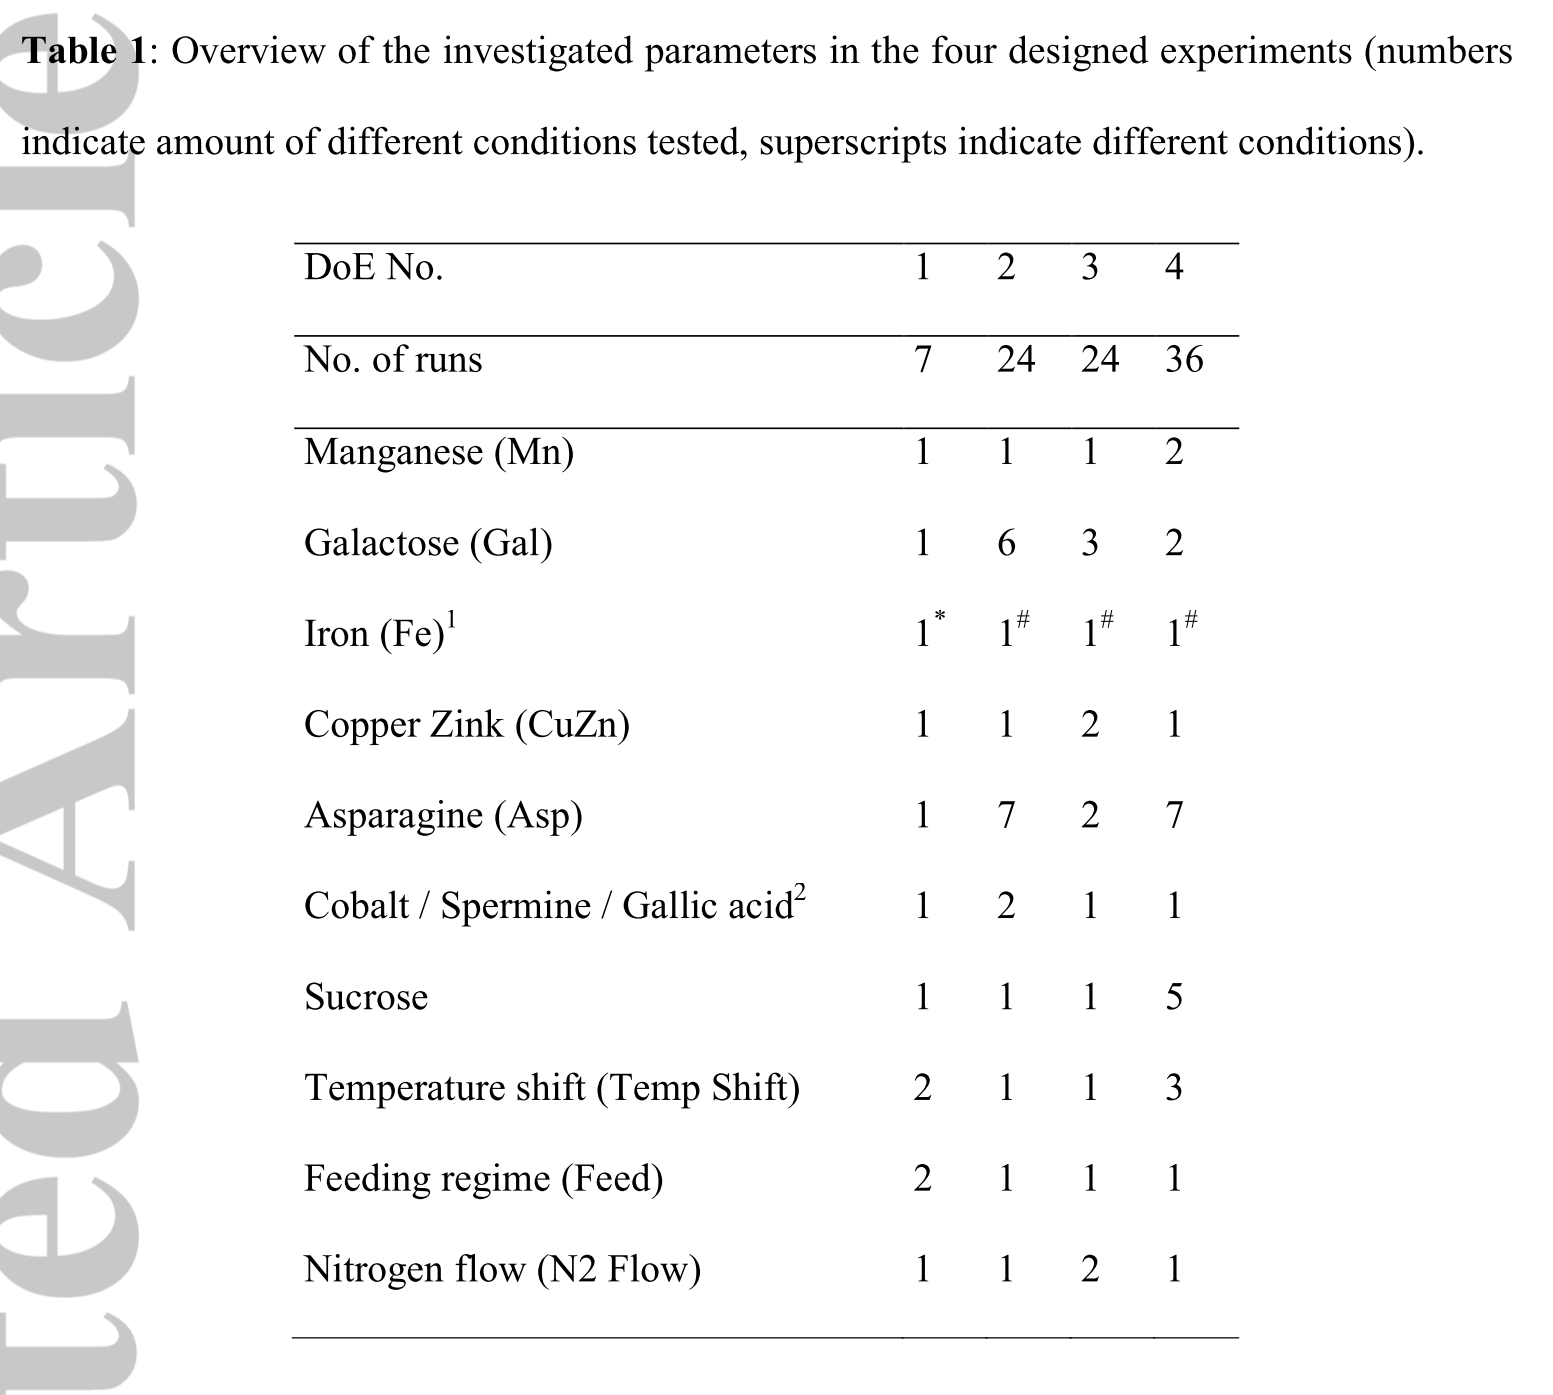 Table 1: Overview of the investigated parameters in the four designed experiments (numbers
indicate amount of different conditions tested, superscripts indicate different conditions).
DoE No. 1 2 3 4
No. of runs 7 24 24 36
Manganese (Mn) 1 1 1 2
Galactose (Gal) 1 6 3 2
Iron (Fe)¹ 1* 1# 1# 1#
Copper Zink (CuZn) 1 1 2 1
Asparagine (Asp) 1 7 2 7
Cobalt / Spermine / Gallic acid² 1 2 1 1
Sucrose 1 1 1 5
Temperature shift (Temp Shift) 2 1 1 3
Feeding regime (Feed) 2 1 1 1
Nitrogen flow (N2 Flow) 1 1 2 1
ted Article